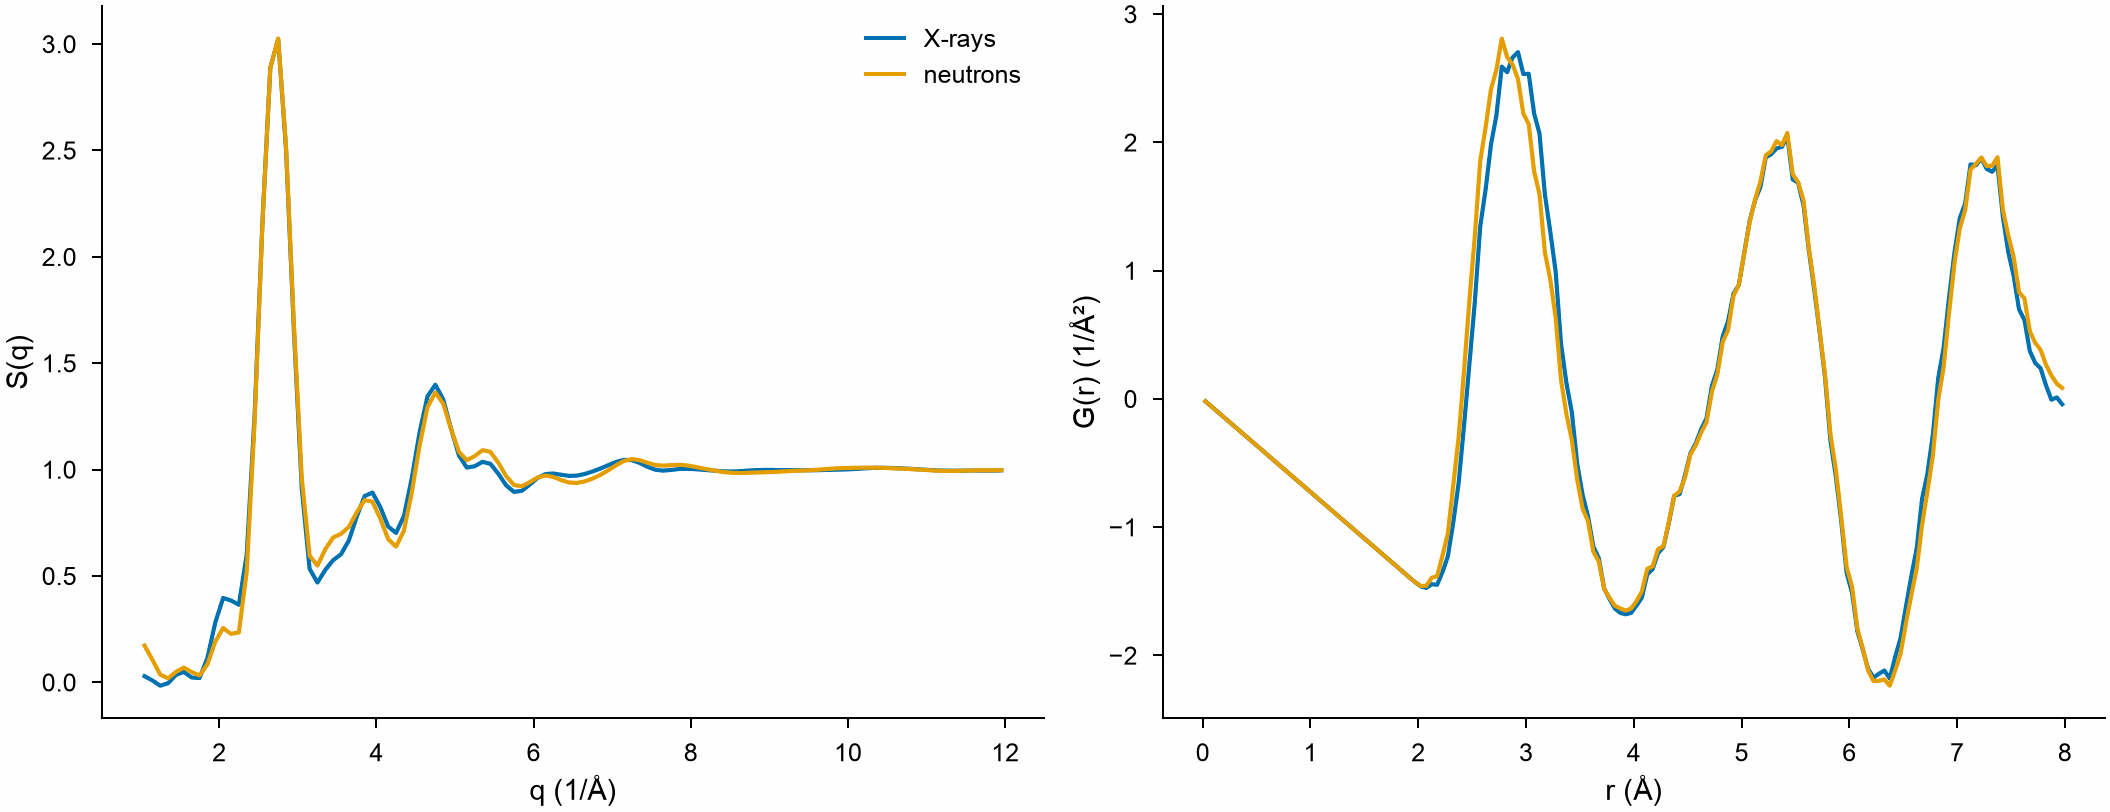 3.0
2.5
2.0
1.5
1.0
0.5
0.0
S(q)
2 4 6 8 10 12
q (1/Å)
X-rays
neutrons
3
2
1
0
−1
−2
G(r) (1/Å²)
0 1 2 3 4 5 6 7 8
r (Å)